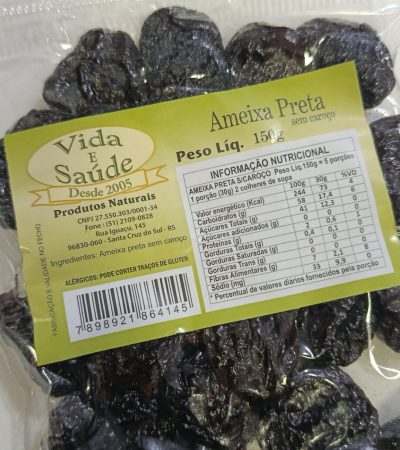 Vida
E
Saúde
Desde 2005
Produtos Naturais
CNPJ 27.550.303/0001-34
Fone: (51) 2109-0828
Rua Iguaçu, 145
96830-060 - Santa Cruz do Sul - RS
Ingredientes: Ameixa preta sem caroço
ALÉRGICOS: PODE CONTER TRAÇOS DE GLÚTEN
FABRICAÇÃO E VALIDADE NO FECHO
7898921864145
Ameixa Preta
sem caroço
Peso Líq. 150g
INFORMAÇÃO NUTRICIONAL
AMEIXA PRETA S/CAROÇO Peso Líq.150g = 5 porções
1 porção (30g) 2 colheres de sopa
100g 30g %VD
Valor energético (Kcal) 244 73 4
Carboidratos (g) 58 17,4 6
Açúcares Totais (g) 41 12,3
Açúcares adicionados (g) 0 0 0
Proteínas (g) 2 0,6 1
Gorduras Totais (g) 0,4 0,1 0
Gorduras Saturadas (g) 0 0 0
Gorduras Trans (g) 0 0 0
Fibras Alimentares (g) 7 2,1 8
Sódio (mg) 33 9,9 0
* Percentual de valores diários fornecidos pela porção